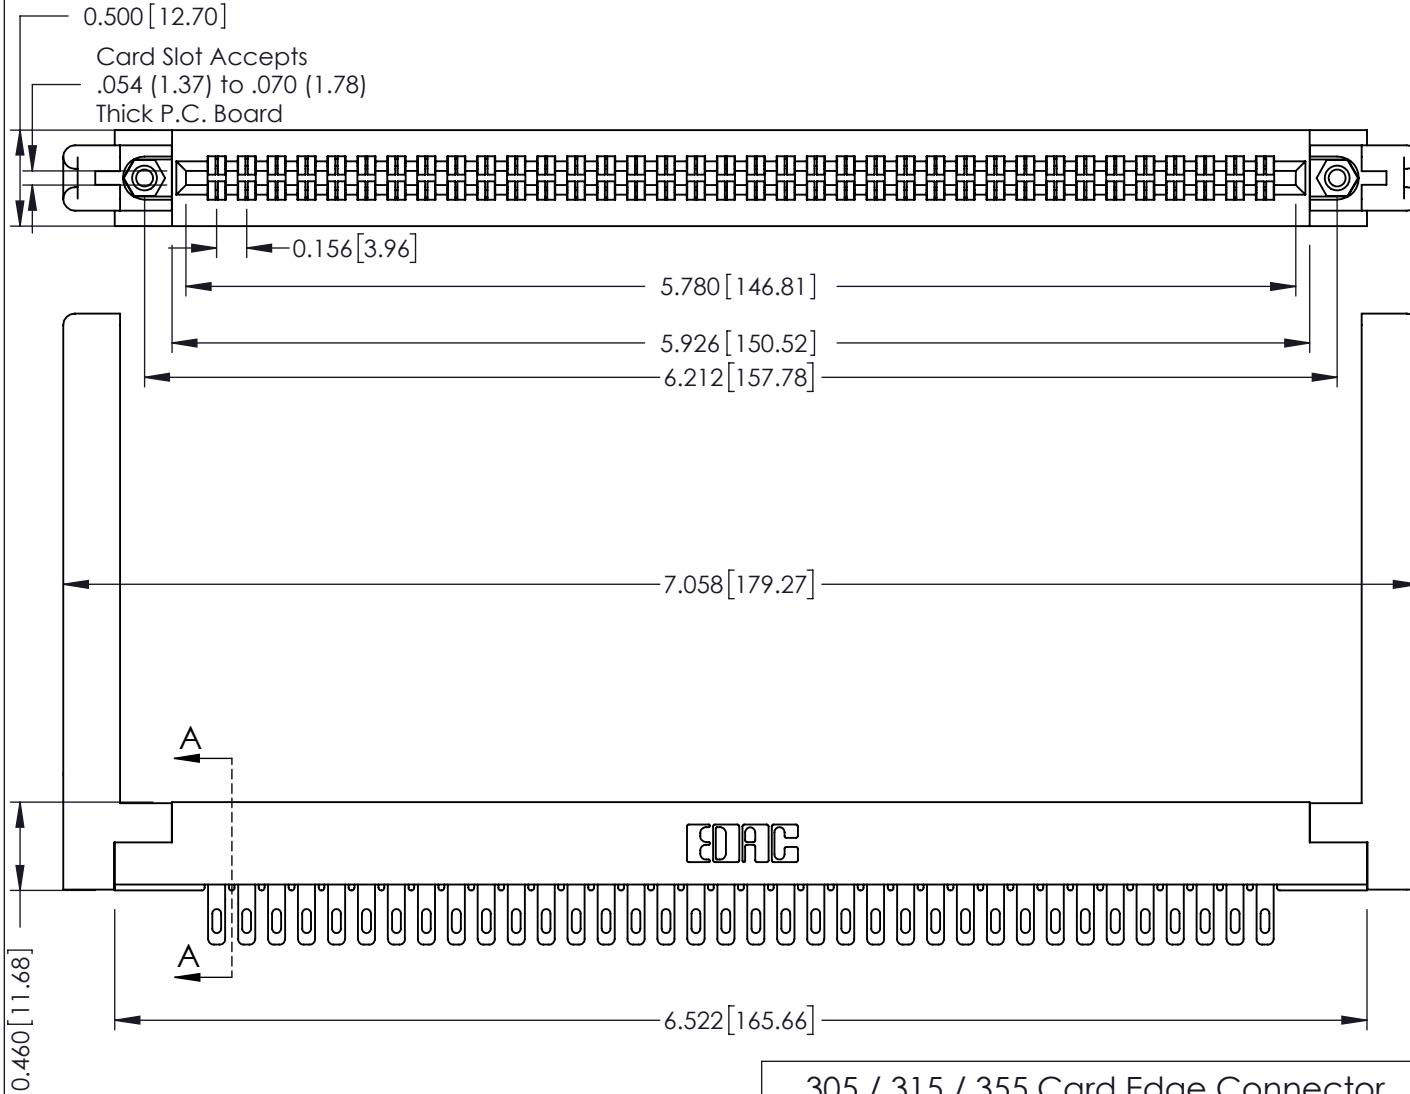 0.500 [12.70]
Card Slot Accepts
.054 (1.37) to .070 (1.78)
Thick P.C. Board
0.156 [3.96]
5.780 [146.81]
5.926 [150.52]
6.212 [157.78]
7.058 [179.27]
A
EDAC
A
0.460 [11.68]
6.522 [165.66]
305 / 315 / 355 Card Edge Connector